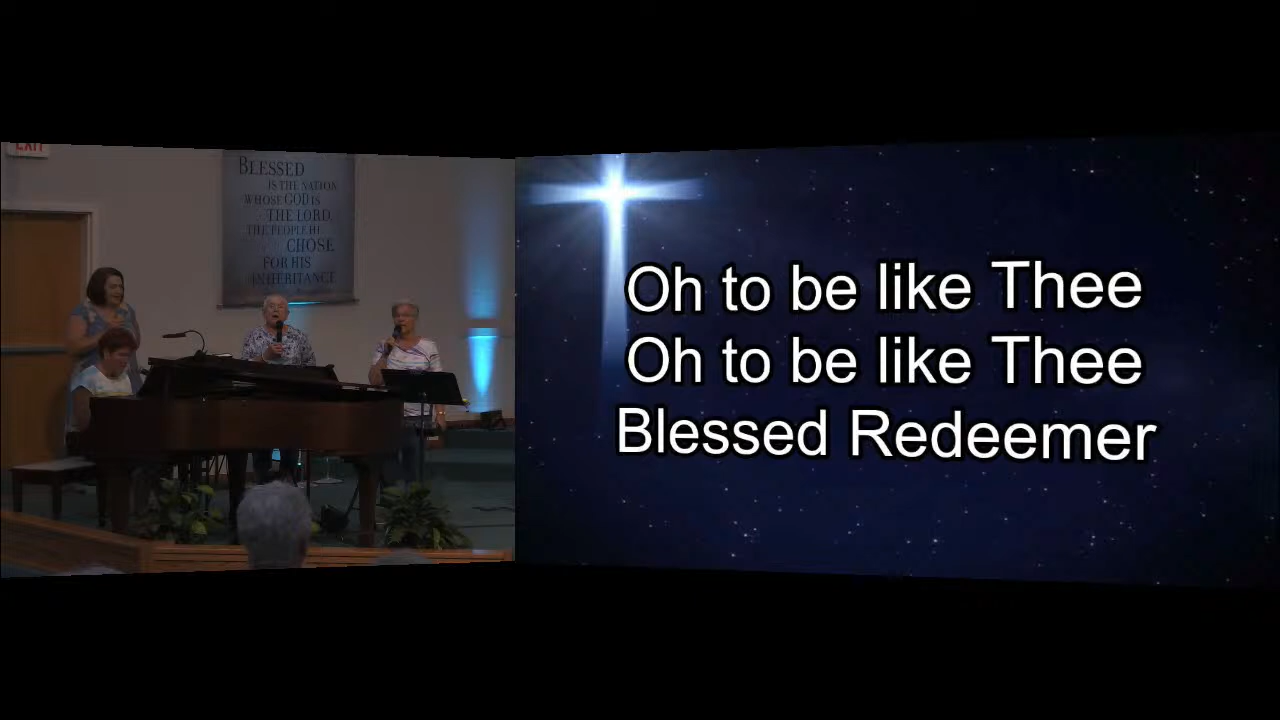 EXIT
BLESSED
IS THE NATION
WHOSE GOD IS
THE LORD,
THE PEOPLE HE
CHOSE
FOR HIS
INHERITANCE
Oh to be like Thee
Oh to be like Thee
Blessed Redeemer